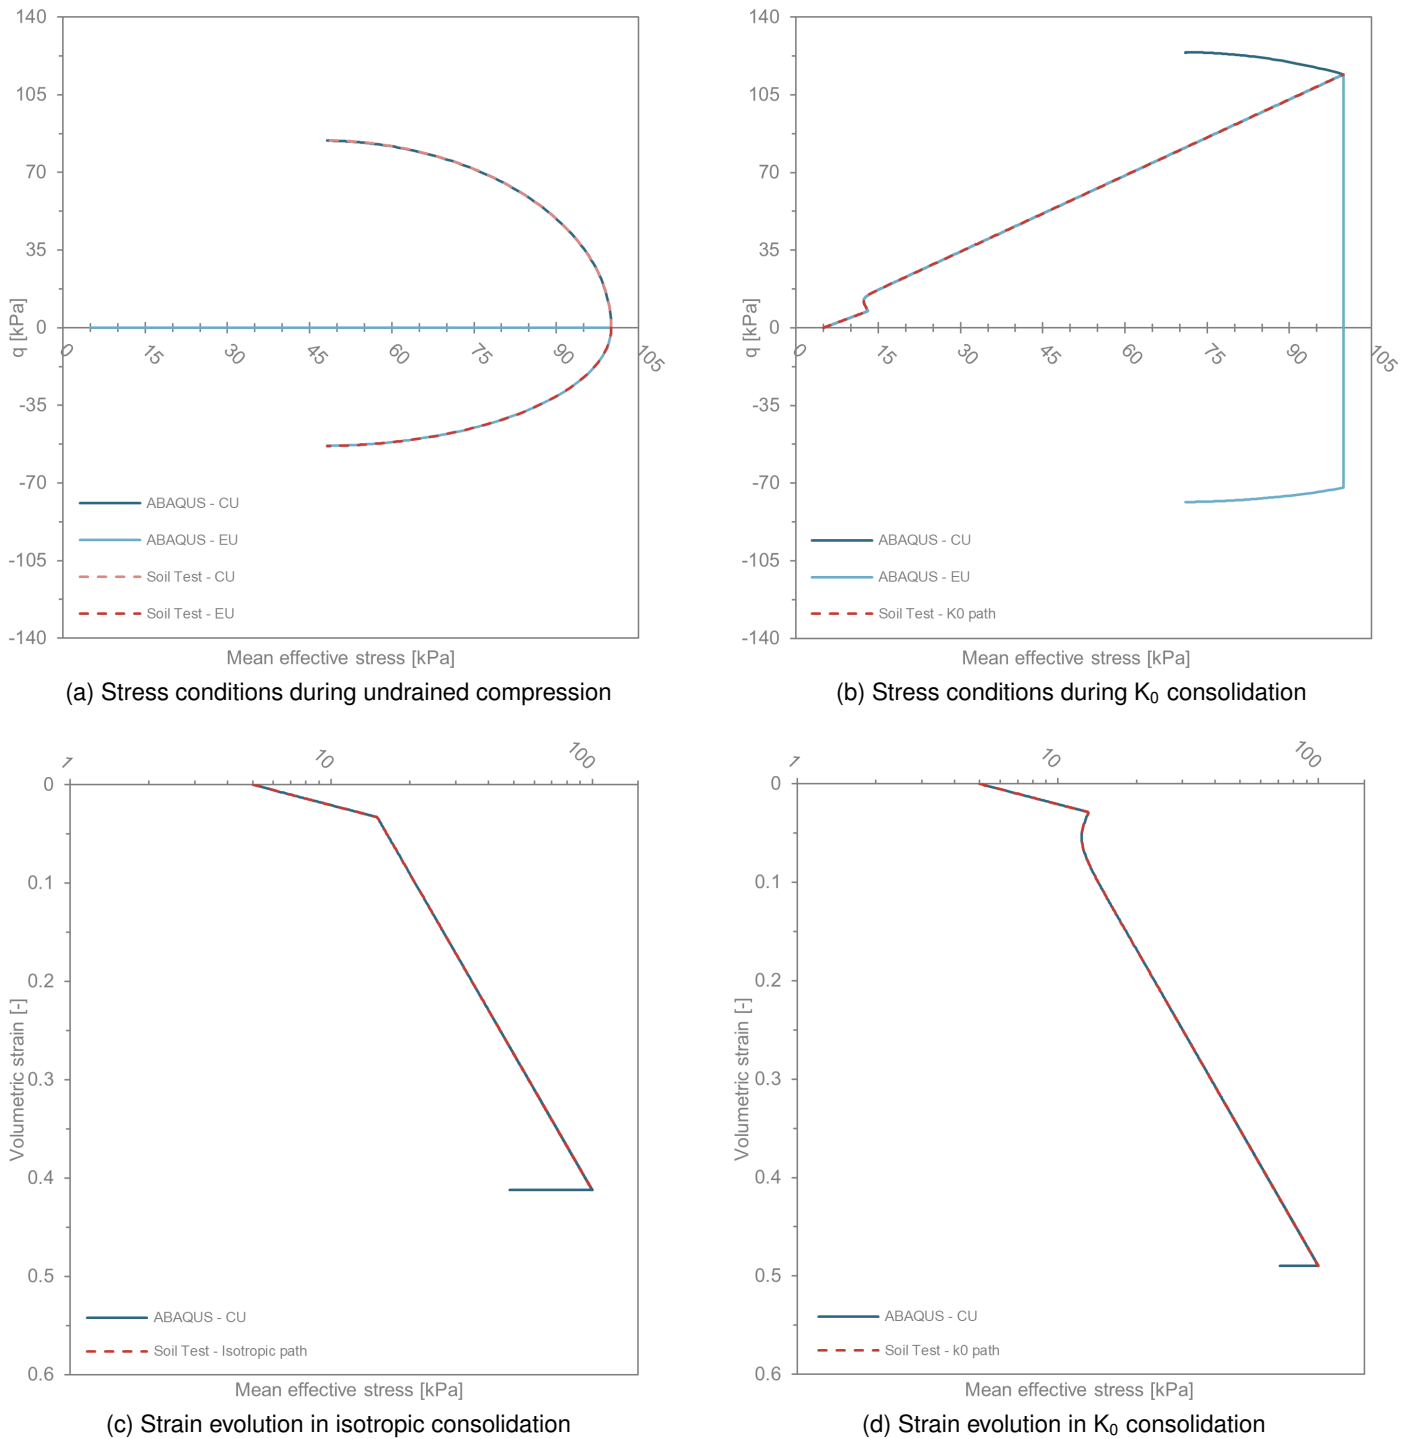 140
105
70
35
0
-35
-70
-105
-140
q [kPa]
0
15
30
45
60
75
90
105
ABAQUS - CU
ABAQUS - EU
Soil Test - CU
Soil Test - EU
Mean effective stress [kPa]
(a) Stress conditions during undrained compression
140
105
70
35
0
-35
-70
-105
-140
q [kPa]
0
15
30
45
60
75
90
105
ABAQUS - CU
ABAQUS - EU
Soil Test - K0 path
Mean effective stress [kPa]
(b) Stress conditions during K₀ consolidation
1
10
100
0
0.1
0.2
0.3
0.4
0.5
0.6
Volumetric strain [-]
ABAQUS - CU
Soil Test - Isotropic path
Mean effective stress [kPa]
(c) Strain evolution in isotropic consolidation
1
10
100
0
0.1
0.2
0.3
0.4
0.5
0.6
Volumetric strain [-]
ABAQUS - CU
Soil Test - k0 path
Mean effective stress [kPa]
(d) Strain evolution in K₀ consolidation